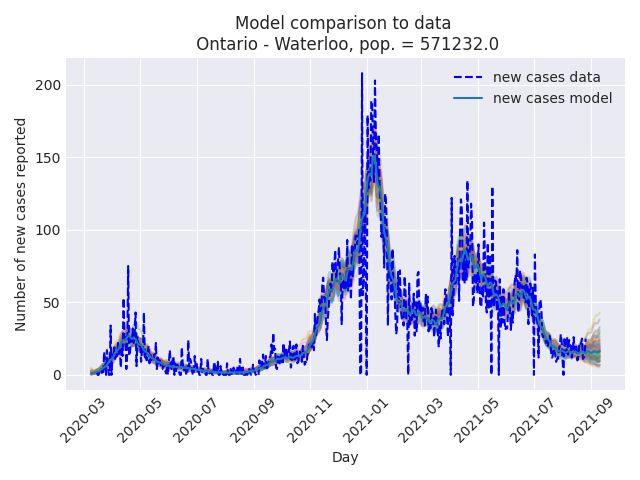 Model comparison to data
Ontario - Waterloo, pop. = 571232.0
new cases data
new cases model
Number of new cases reported
200
150
100
50
0
2020-03
2020-05
2020-07
2020-09
2020-11
2021-01
2021-03
2021-05
2021-07
2021-09
Day